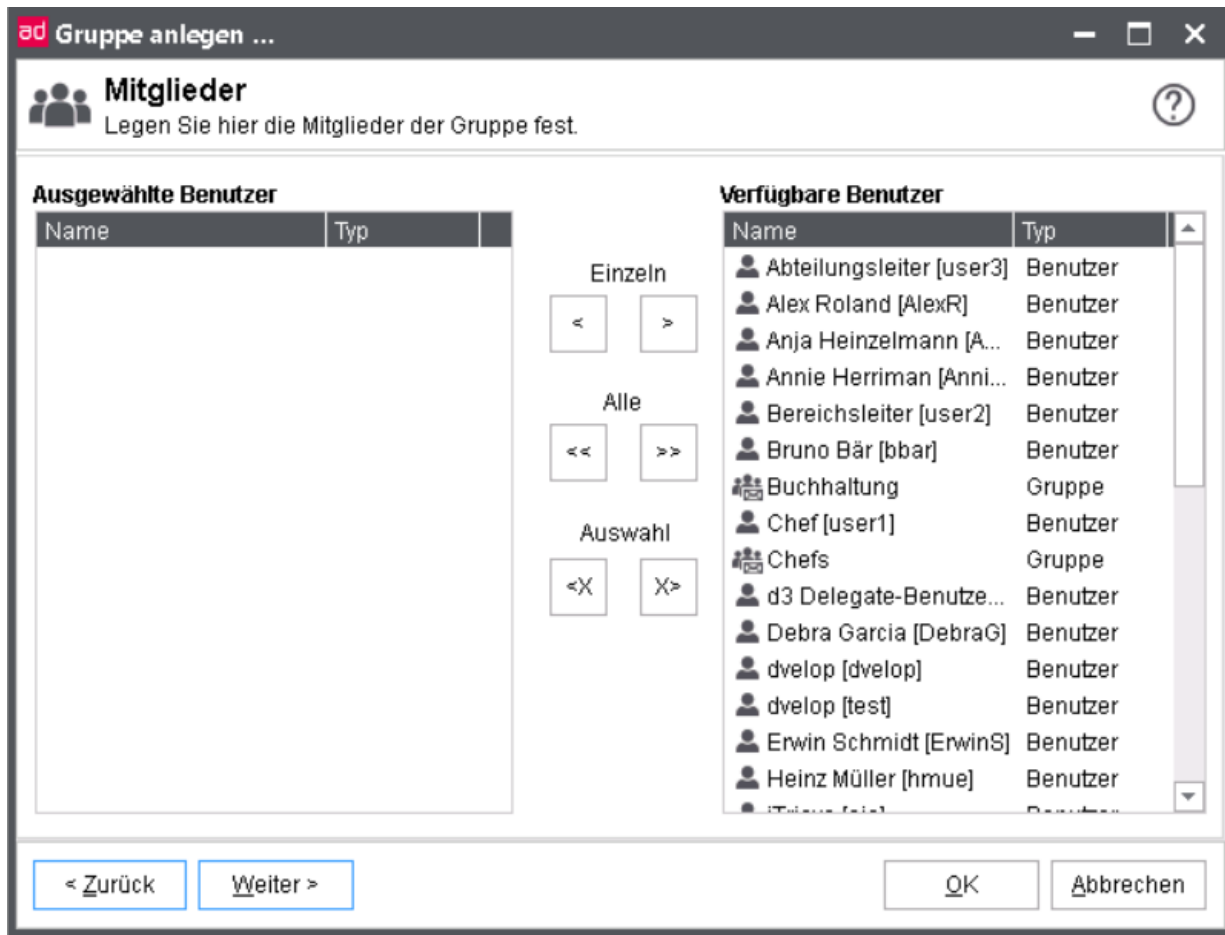 ad Gruppe anlegen ...
Mitglieder
Legen Sie hier die Mitglieder der Gruppe fest.
Ausgewählte Benutzer
Name Typ
Einzeln
< >
Alle
<< >>
Auswahl
<X X>
Verfügbare Benutzer
Name Typ
Abteilungsleiter [user3] Benutzer
Alex Roland [AlexR] Benutzer
Anja Heinzelmann [A... Benutzer
Annie Herriman [Anni... Benutzer
Bereichsleiter [user2] Benutzer
Bruno Bär [bbar] Benutzer
Buchhaltung Gruppe
Chef [user1] Benutzer
Chefs Gruppe
d3 Delegate-Benutze... Benutzer
Debra Garcia [DebraG] Benutzer
dvelop [dvelop] Benutzer
dvelop [test] Benutzer
Erwin Schmidt [ErwinS] Benutzer
Heinz Müller [hmue] Benutzer
Benutzer
< Zurück Weiter > OK Abbrechen